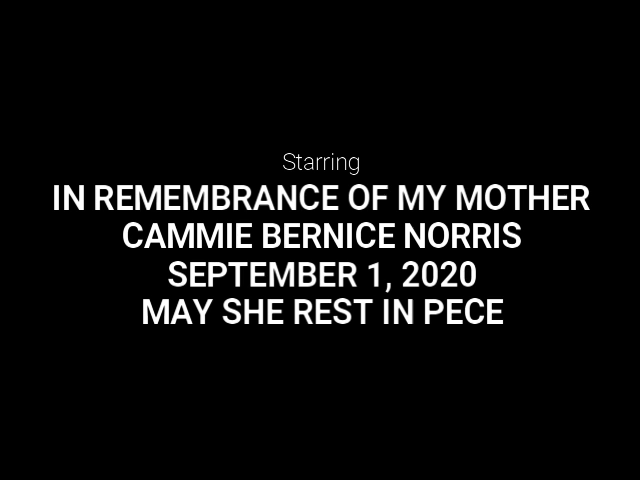 Starring
IN REMEMBRANCE OF MY MOTHER
CAMMIE BERNICE NORRIS
SEPTEMBER 1, 2020
MAY SHE REST IN PECE